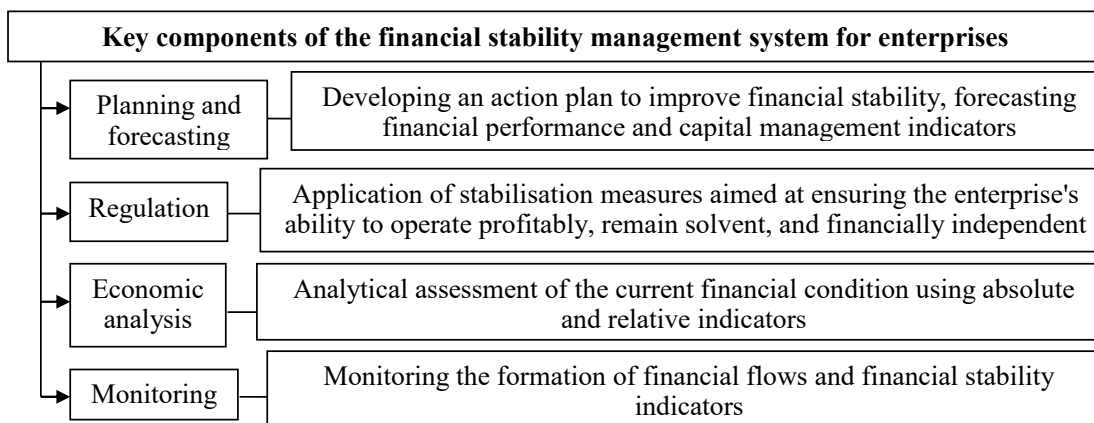 Key components of the financial stability management system for enterprises
Planning and
forecasting
Developing an action plan to improve financial stability, forecasting
financial performance and capital management indicators
Regulation
Application of stabilisation measures aimed at ensuring the enterprise's
ability to operate profitably, remain solvent, and financially independent
Economic
analysis
Analytical assessment of the current financial condition using absolute
and relative indicators
Monitoring
Monitoring the formation of financial flows and financial stability
indicators